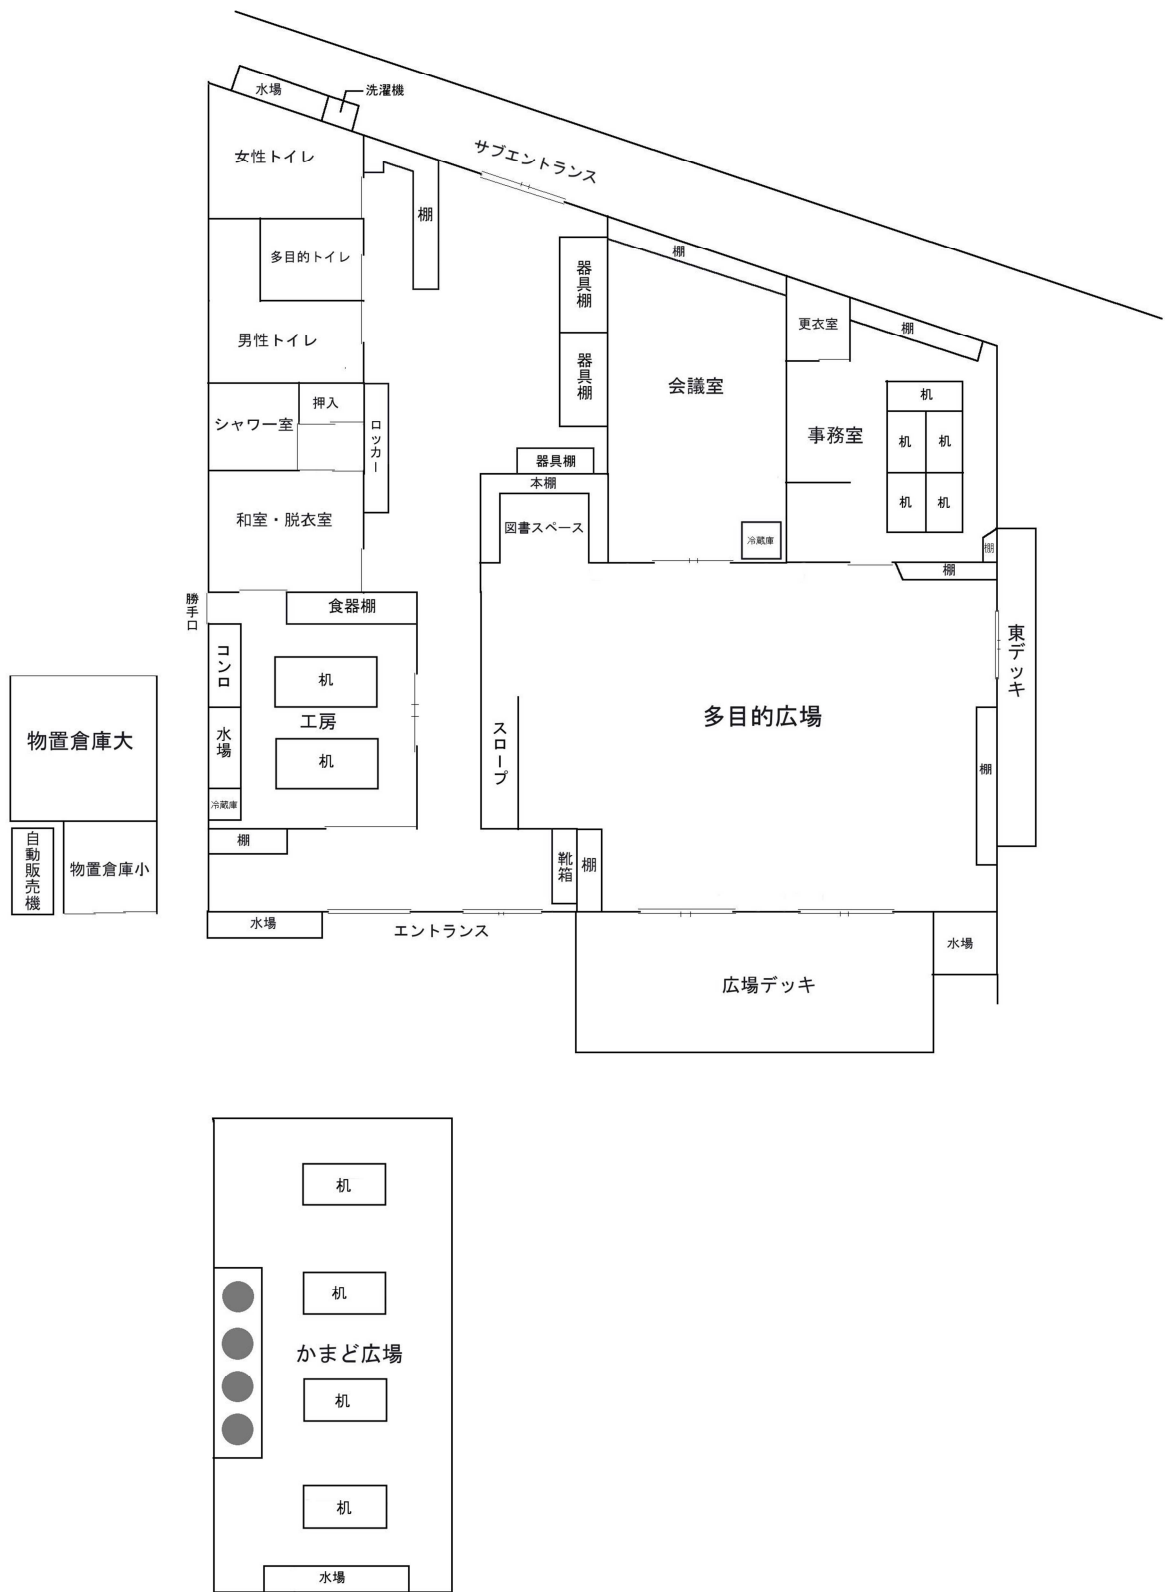 水場
洗濯機
女性トイレ
サブエントランス
棚
多目的トイレ
器具棚
棚
男性トイレ
器具棚
会議室
更衣室
棚
シャワー室
押入
ロッカー
事務室
机
机
机
机
机
器具棚
本棚
図書スペース
和室・脱衣室
冷蔵庫
棚
棚
勝手口
食器棚
東デッキ
コンロ
机
工房
水場
机
冷蔵庫
棚
スロープ
多目的広場
棚
物置倉庫大
自動販売機
物置倉庫小
靴箱
棚
水場
エントランス
水場
広場デッキ
机
机
かまど広場
机
机
水場